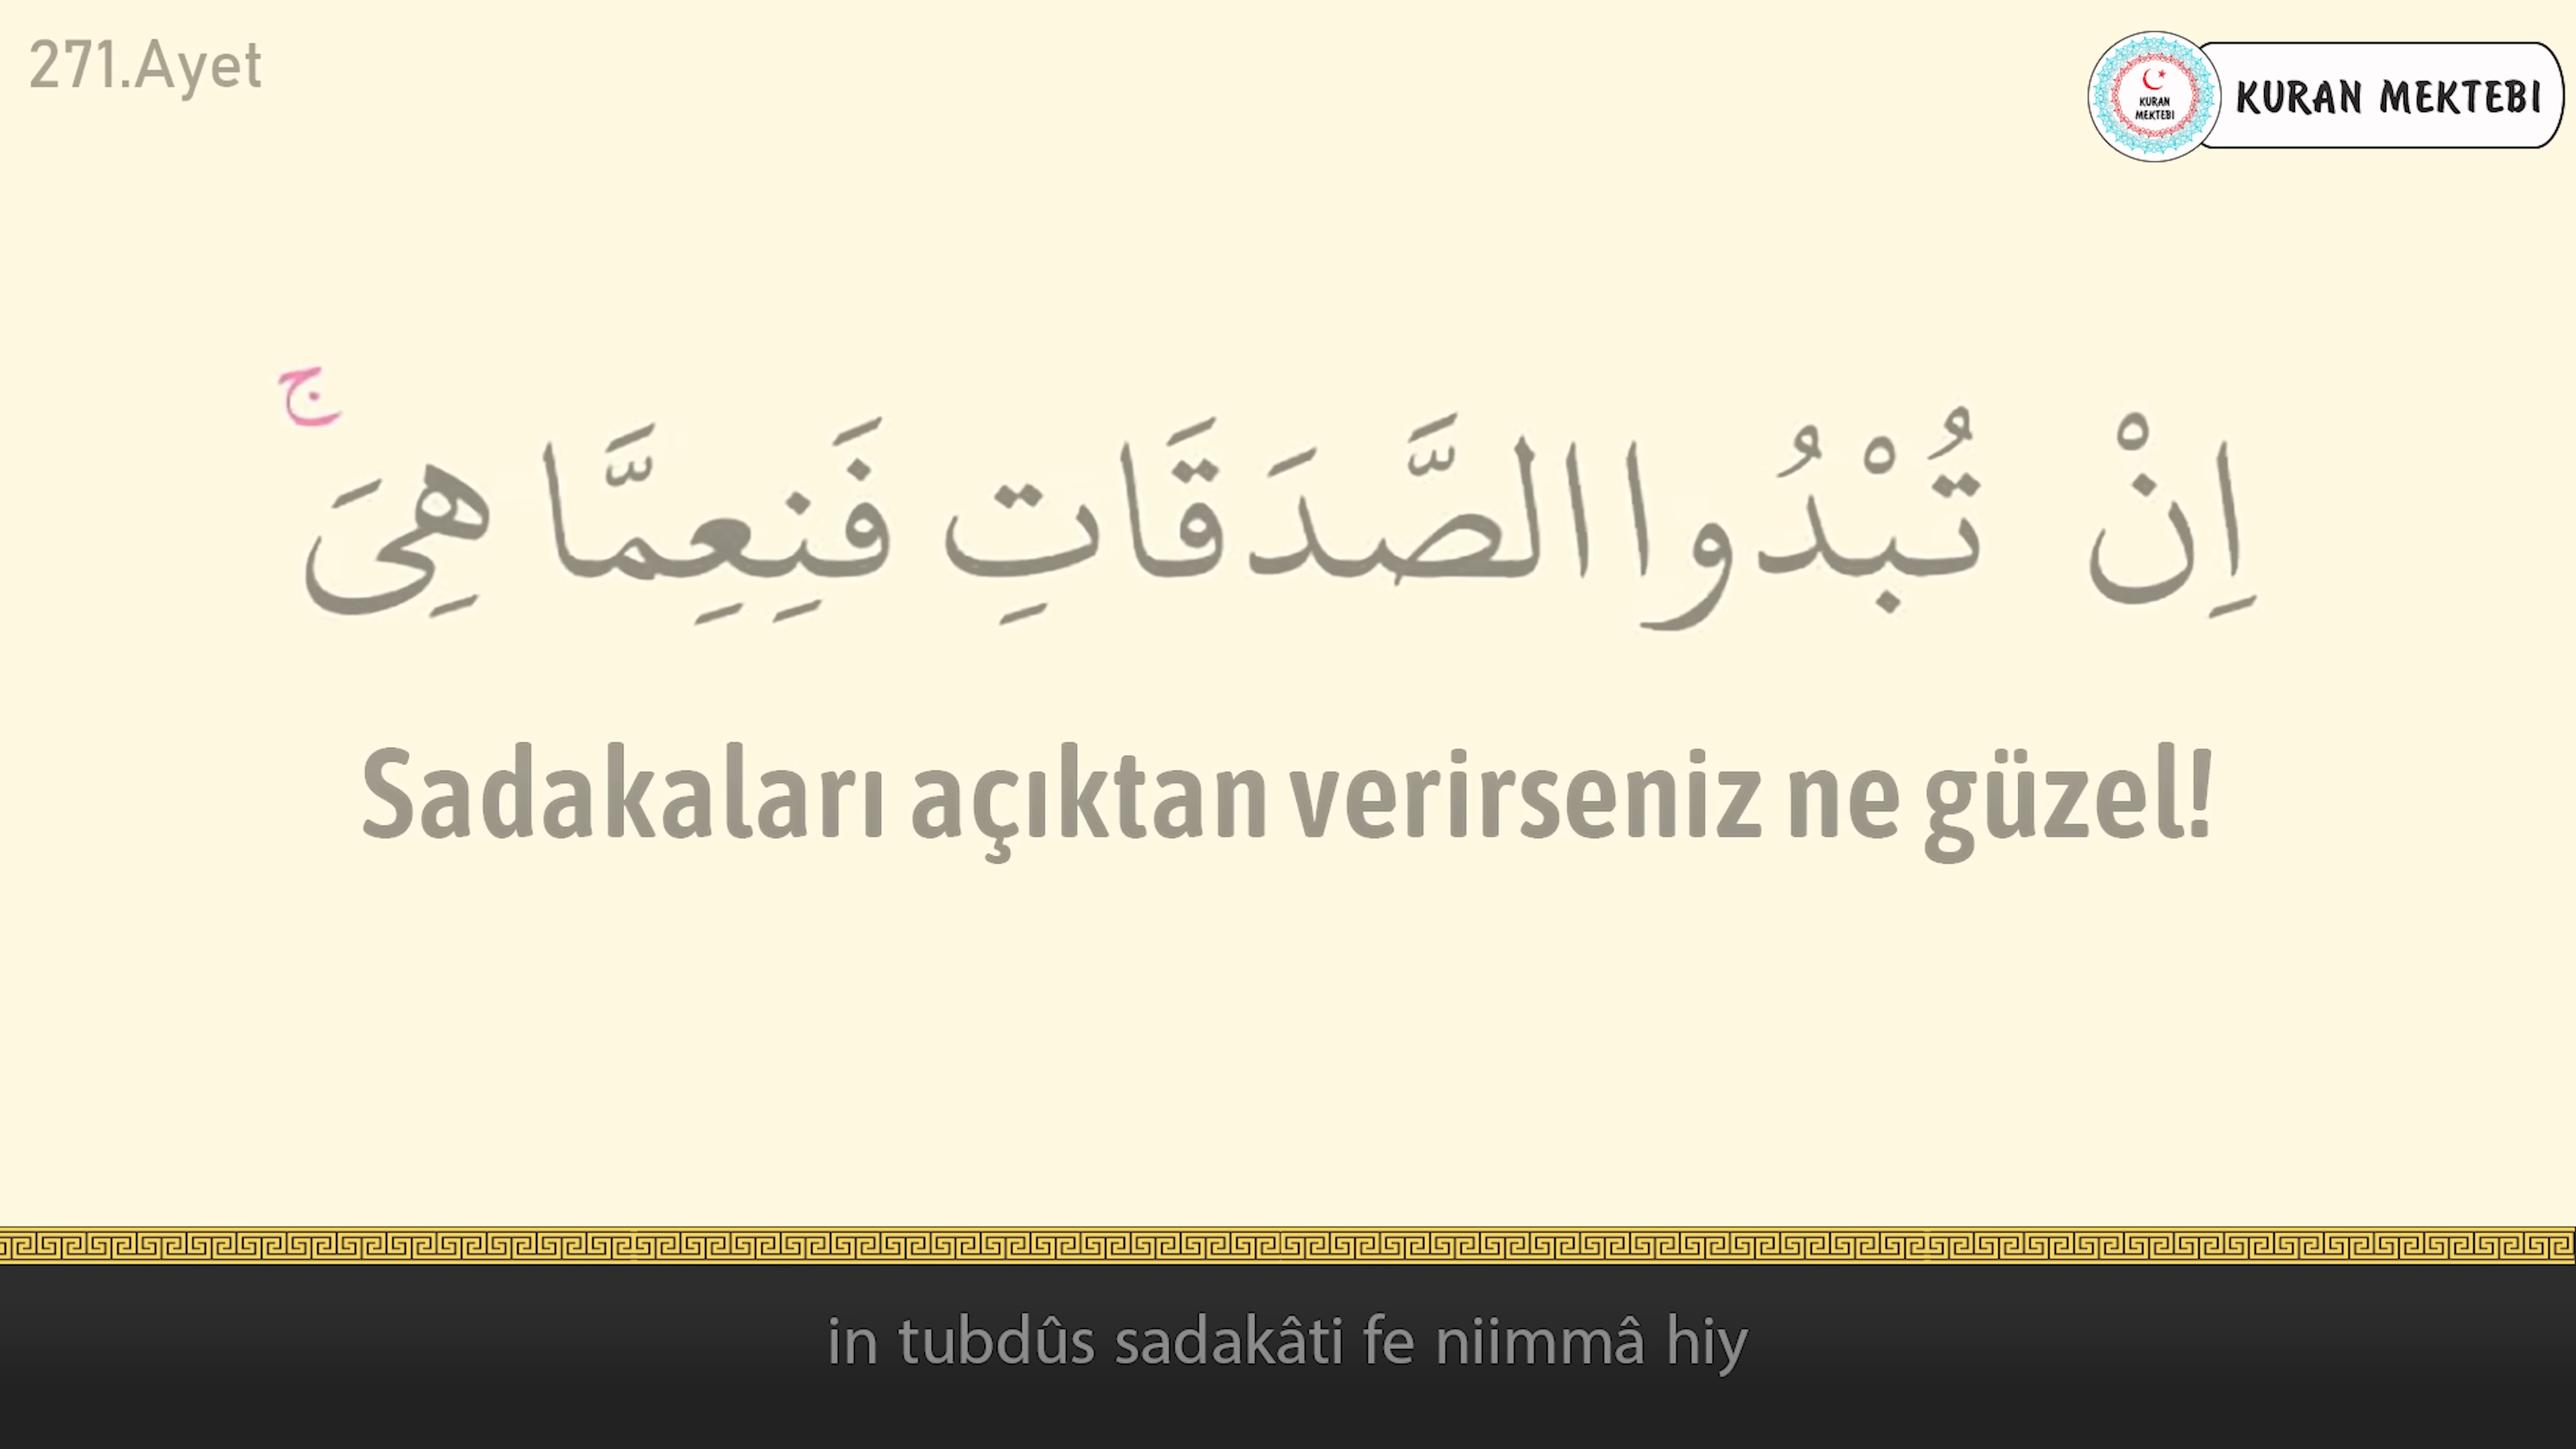 271.Ayet
KURAN MEKTEBI
KURAN MEKTEBI
اِنْ تُبْدُوا الصَّدَقَاتِ فَنِعِمَّا هِىَ ج
Sadakaları açıktan verirseniz ne güzel!
in tubdûs sadakâti fe niimmâ hiy